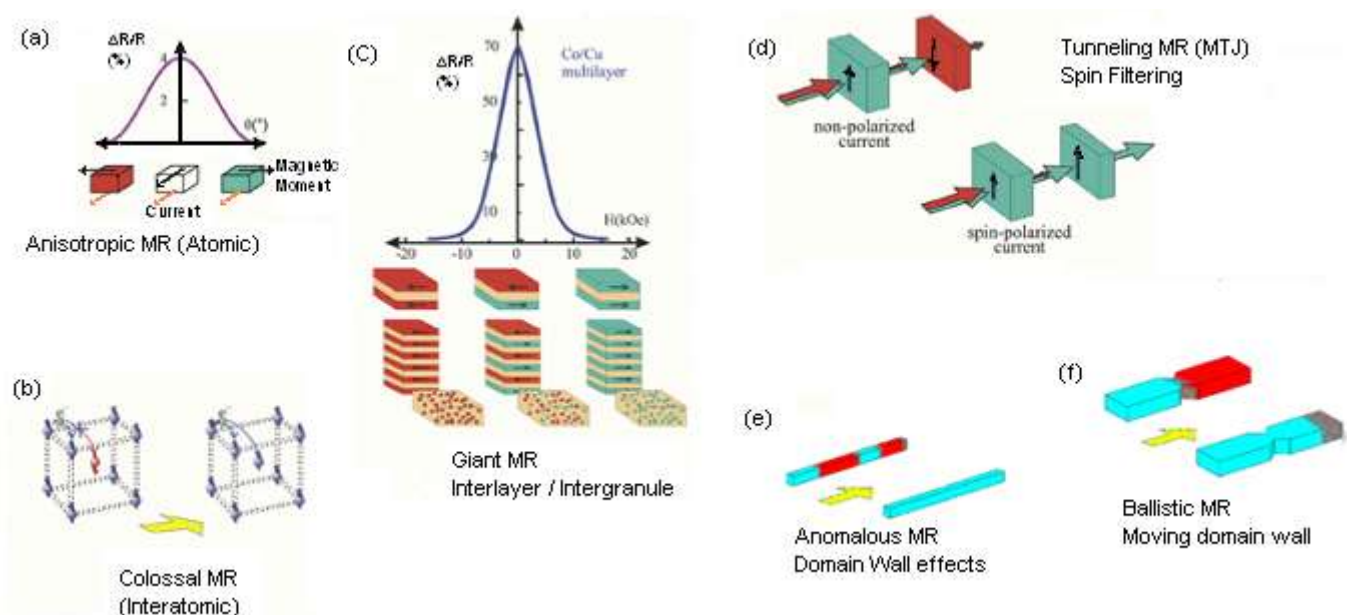 (a)
ΔR/R
(%)
4
2
θ(°)
Magnetic
Moment
Current
Anisotropic MR (Atomic)
(b)
Colossal MR
(Interatomic)
(C)
ΔR/R
(%)
70
50
30
10
Co/Cu
multilayer
H(kOe)
-20
-10
0
10
20
Giant MR
Interlayer / Intergranule
(d)
Tunneling MR (MTJ)
Spin Filtering
non-polarized
current
spin-polarized
current
(e)
Anomalous MR
Domain Wall effects
(f)
Ballistic MR
Moving domain wall